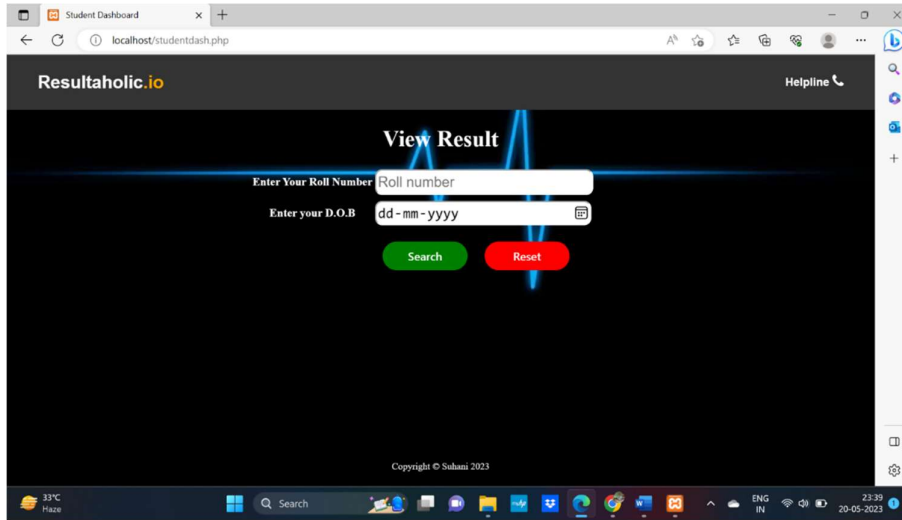 Student Dashboard
localhost/studentdash.php
Resultaholic.io
Helpline
View Result
Enter Your Roll Number Roll number
Enter your D.O.B dd-mm-yyyy
Search Reset
Copyright © Suhani 2023
33°C
Haze
Search
ENG
IN
23:39
20-05-2023